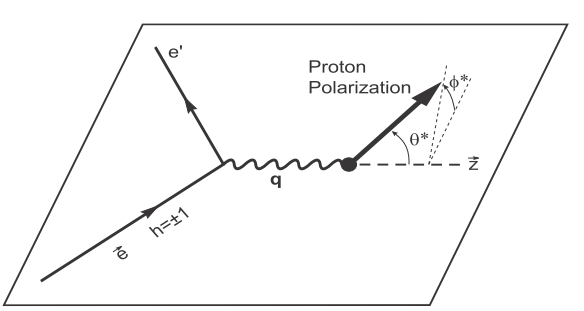 e'
Proton
Polarization
ϕ*
θ*
q
z⃗
h=±1
e⃗